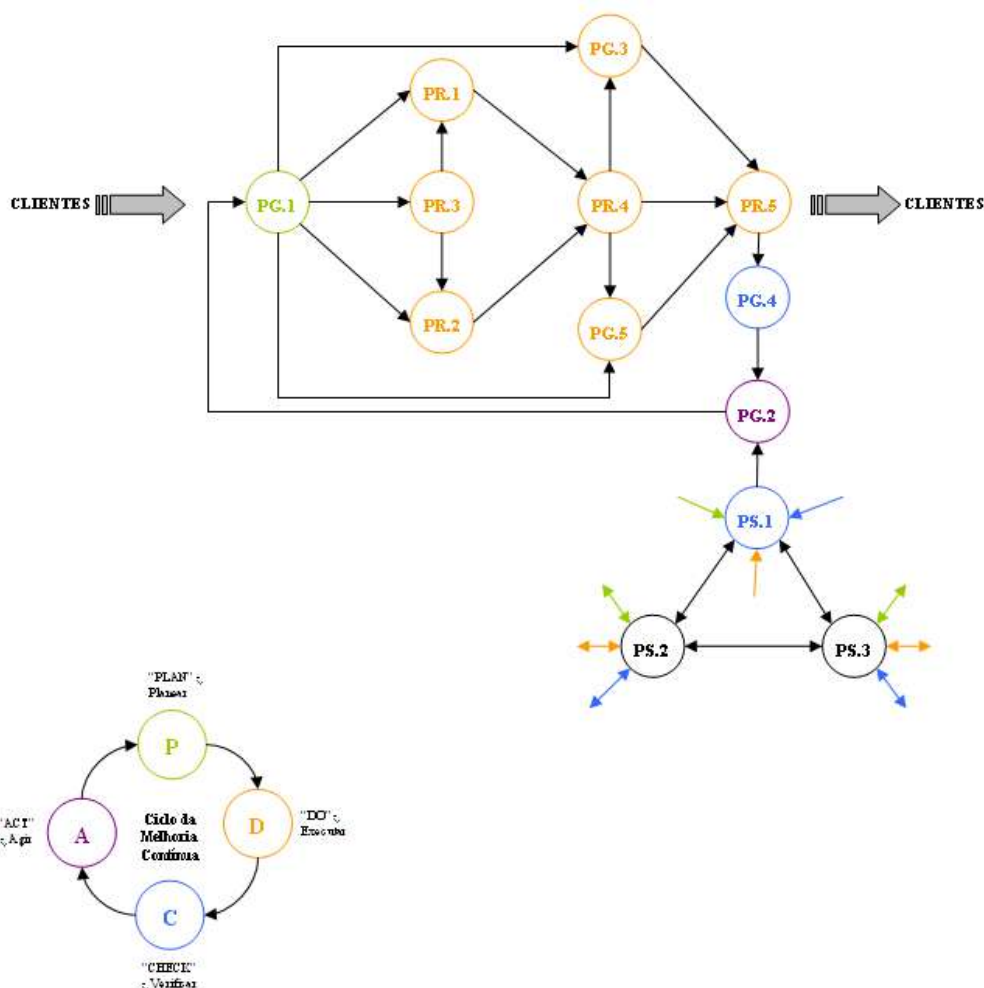 PG.3
PR.1
CLIENTES
PG.1
PR.3
PR.4
PR.5
CLIENTES
PG.4
PR.2
PG.5
PG.2
PS.1
PS.2
PS.3
"PLAN"
Planear
P
"ACT"
Agir
A
Ciclo da
Melhoria
Contínua
D
"DO"
Executar
C
"CHECK"
Verificar